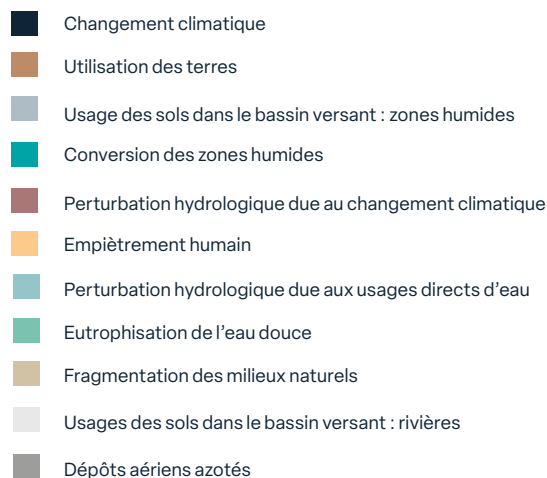 Changement climatique
Utilisation des terres
Usage des sols dans le bassin versant : zones humides
Conversion des zones humides
Perturbation hydrologique due au changement climatique
Empiètrement humain
Perturbation hydrologique due aux usages directs d’eau
Eutrophisation de l’eau douce
Fragmentation des milieux naturels
Usages des sols dans le bassin versant : rivières
Dépôts aériens azotés